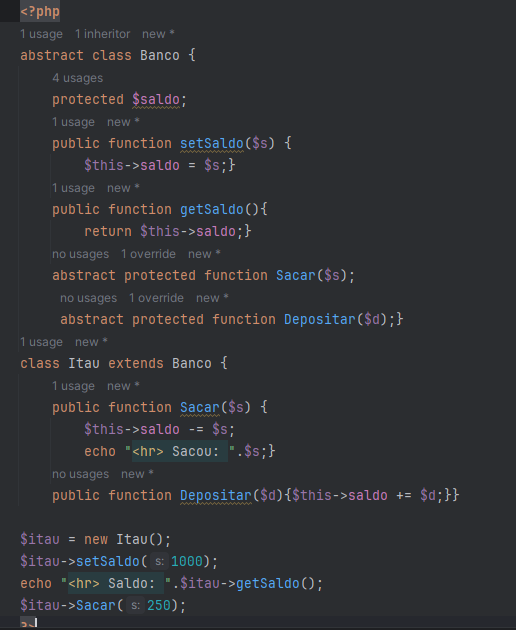 <?php
1 usage 1 inheritor new *
abstract class Banco {
4 usages
protected $saldo;
1 usage new *
public function setSaldo($s) {
$this->saldo = $s;}
1 usage new *
public function getSaldo(){
return $this->saldo;}
no usages 1 override new *
abstract protected function Sacar($s);
no usages 1 override new *
abstract protected function Depositar($d);}
1 usage new *
class Itau extends Banco {
1 usage new *
public function Sacar($s) {
$this->saldo -= $s;
echo "<hr> Sacou: ".$s;}
no usages new *
public function Depositar($d){$this->saldo += $d;}}
$itau = new Itau();
$itau->setSaldo( s: 1000);
echo "<hr> Saldo: ".$itau->getSaldo();
$itau->Sacar( s: 250);
?>